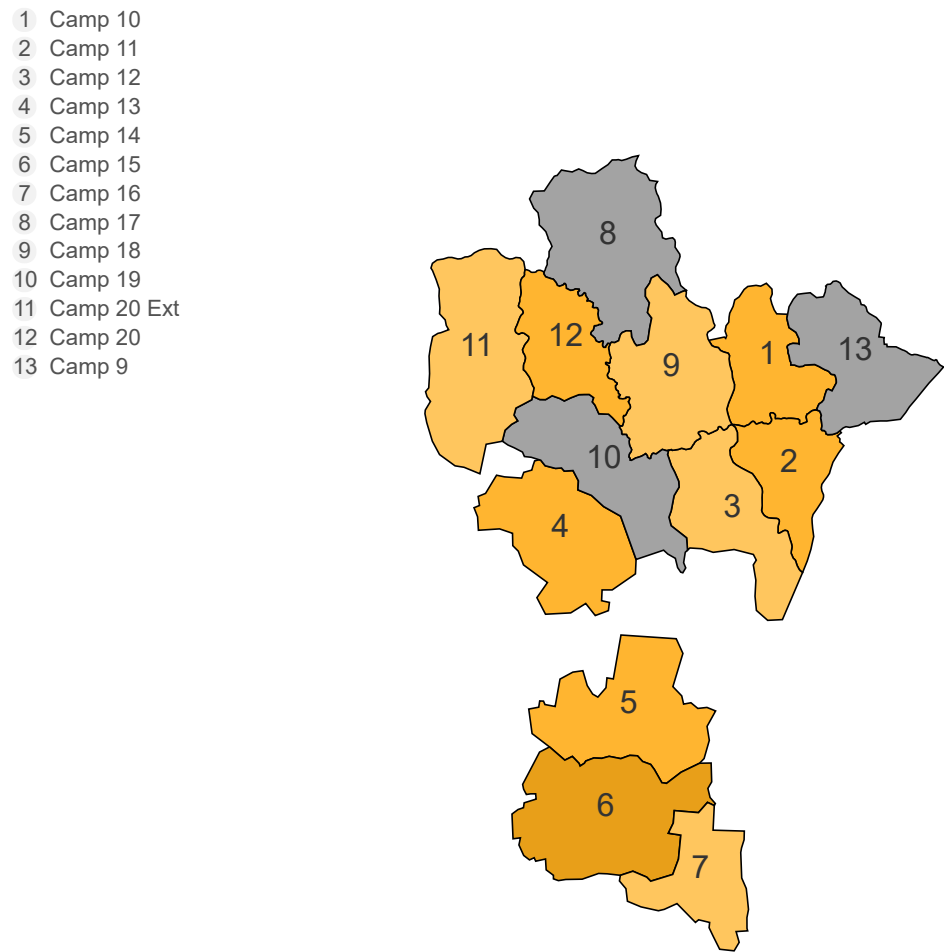 1 Camp 10
2 Camp 11
3 Camp 12
4 Camp 13
5 Camp 14
6 Camp 15
7 Camp 16
8 Camp 17
9 Camp 18
10 Camp 19
11 Camp 20 Ext
12 Camp 20
13 Camp 9
8
11
12
9
1
13
10
2
3
4
5
6
7